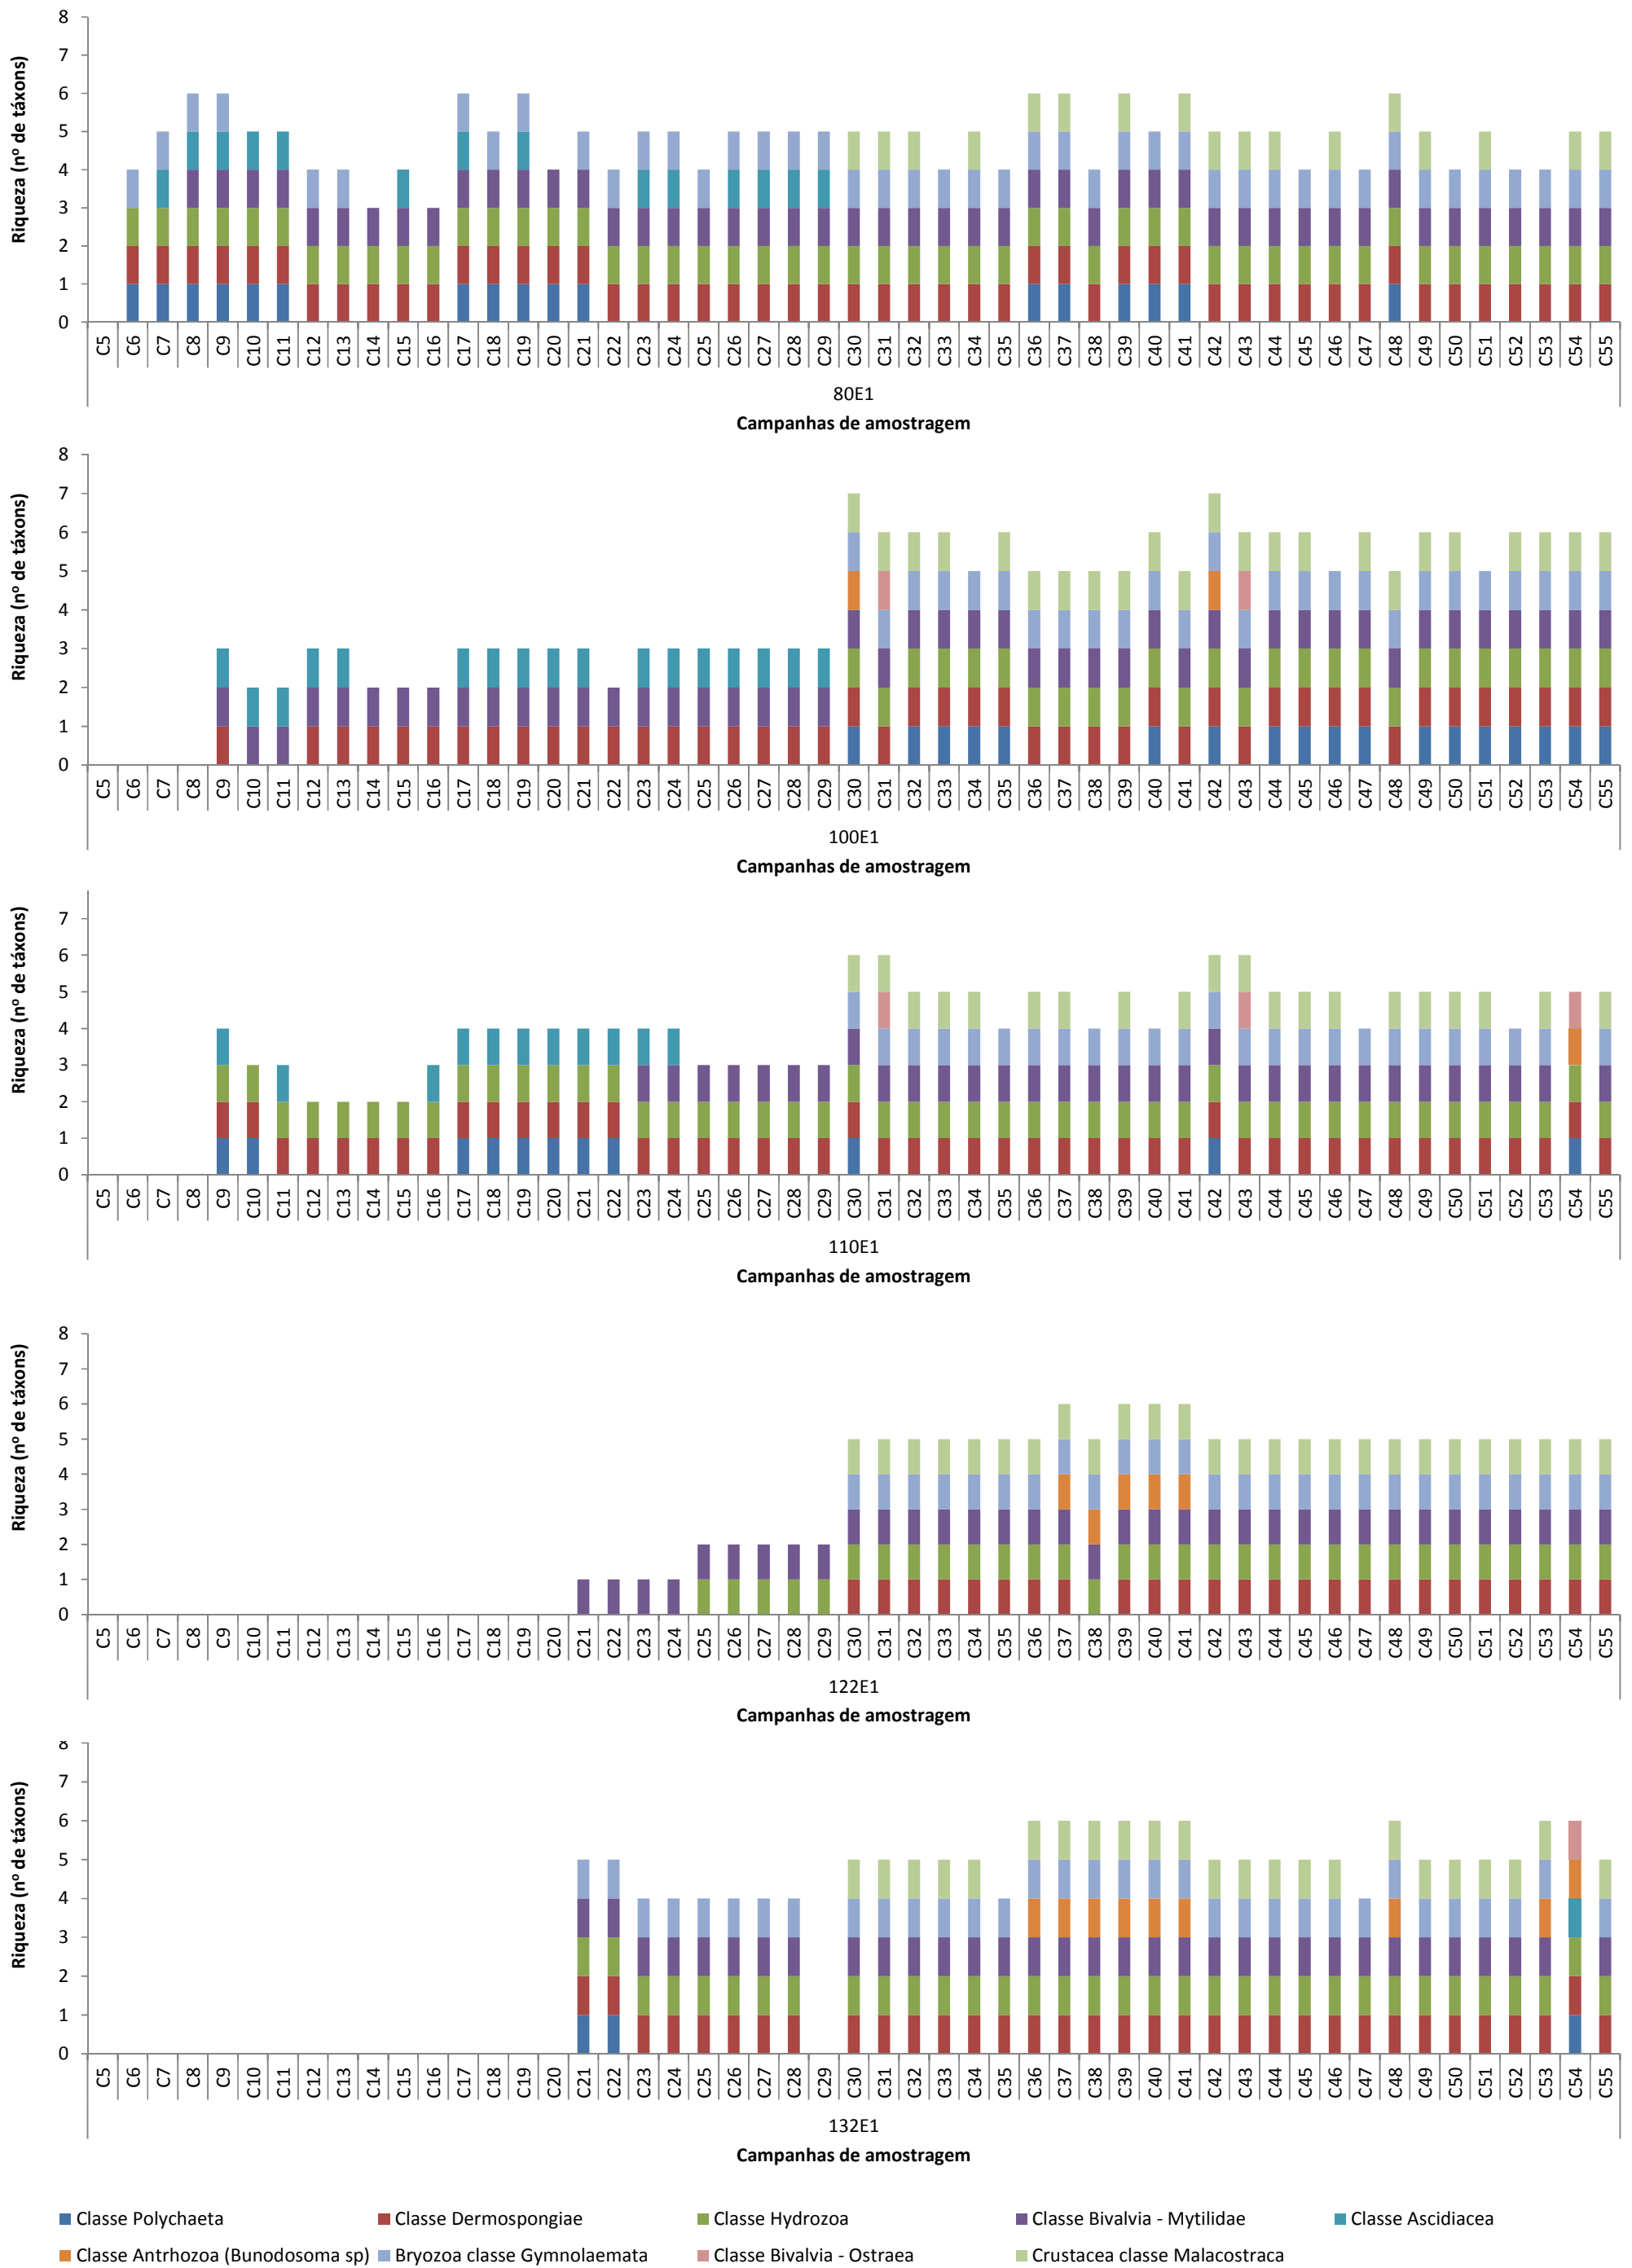 8
7
6
5
4
3
2
1
0
Riqueza (nº de táxons)
C5 C6 C7 C8 C9 C10 C11 C12 C13 C14 C15 C16 C17 C18 C19 C20 C21 C22 C23 C24 C25 C26 C27 C28 C29 C30 C31 C32 C33 C34 C35 C36 C37 C38 C39 C40 C41 C42 C43 C44 C45 C46 C47 C48 C49 C50 C51 C52 C53 C54 C55
80E1
Campanhas de amostragem
8
7
6
5
4
3
2
1
0
Riqueza (nº de táxons)
C5 C6 C7 C8 C9 C10 C11 C12 C13 C14 C15 C16 C17 C18 C19 C20 C21 C22 C23 C24 C25 C26 C27 C28 C29 C30 C31 C32 C33 C34 C35 C36 C37 C38 C39 C40 C41 C42 C43 C44 C45 C46 C47 C48 C49 C50 C51 C52 C53 C54 C55
100E1
Campanhas de amostragem
7
6
5
4
3
2
1
0
Riqueza (nº de táxons)
C5 C6 C7 C8 C9 C10 C11 C12 C13 C14 C15 C16 C17 C18 C19 C20 C21 C22 C23 C24 C25 C26 C27 C28 C29 C30 C31 C32 C33 C34 C35 C36 C37 C38 C39 C40 C41 C42 C43 C44 C45 C46 C47 C48 C49 C50 C51 C52 C53 C54 C55
110E1
Campanhas de amostragem
8
7
6
5
4
3
2
1
0
Riqueza (nº de táxons)
C5 C6 C7 C8 C9 C10 C11 C12 C13 C14 C15 C16 C17 C18 C19 C20 C21 C22 C23 C24 C25 C26 C27 C28 C29 C30 C31 C32 C33 C34 C35 C36 C37 C38 C39 C40 C41 C42 C43 C44 C45 C46 C47 C48 C49 C50 C51 C52 C53 C54 C55
122E1
Campanhas de amostragem
8
7
6
5
4
3
2
1
0
Riqueza (nº de táxons)
C5 C6 C7 C8 C9 C10 C11 C12 C13 C14 C15 C16 C17 C18 C19 C20 C21 C22 C23 C24 C25 C26 C27 C28 C29 C30 C31 C32 C33 C34 C35 C36 C37 C38 C39 C40 C41 C42 C43 C44 C45 C46 C47 C48 C49 C50 C51 C52 C53 C54 C55
132E1
Campanhas de amostragem
Classe Polychaeta Classe Dermospongiae Classe Hydrozoa Classe Bivalvia - Mytilidae Classe Ascidiacea
Classe Antrhozoa (Bunodosoma sp) Bryozoa classe Gymnolaemata Classe Bivalvia - Ostraea Crustacea classe Malacostraca